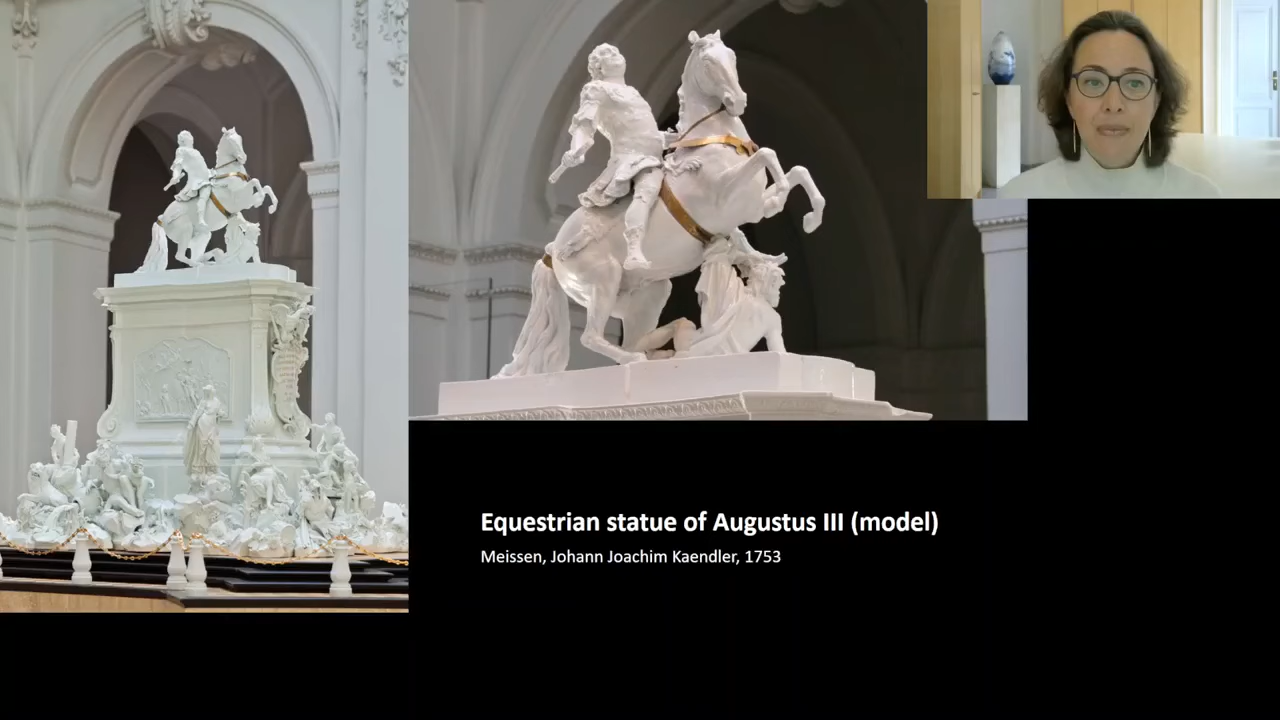 Equestrian statue of Augustus III (model)
Meissen, Johann Joachim Kaendler, 1753